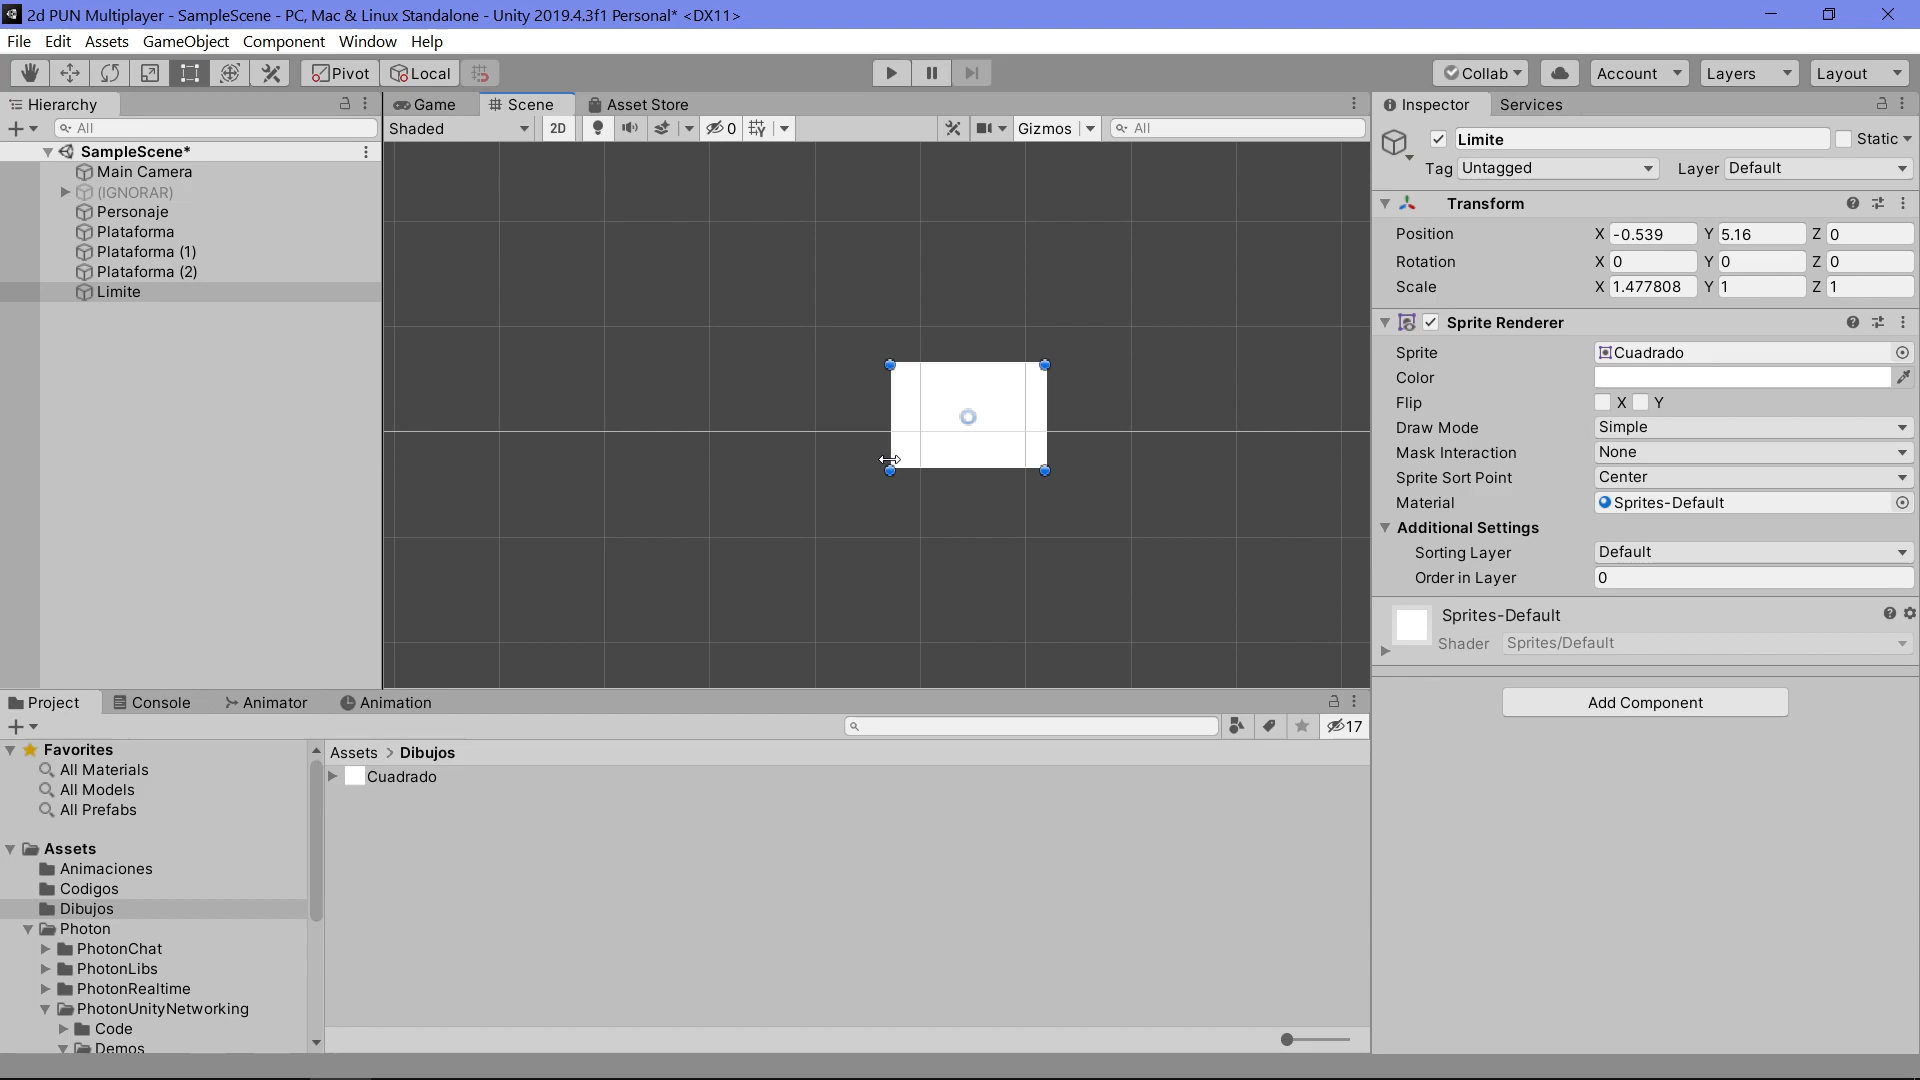 2d PUN Multiplayer - SampleScene - PC, Mac & Linux Standalone - Unity 2019.4.3f1 Personal* <DX11>
File Edit Assets GameObject Component Window Help
Pivot Local Collab Account Layers Layout
Hierarchy
All
SampleScene*
Main Camera
(IGNORAR)
Personaje
Plataforma
Plataforma (1)
Plataforma (2)
Limite
Game Scene Asset Store
Shaded 2D 0 Gizmos All
Inspector Services
Limite Static
Tag Untagged Layer Default
Transform
Position X -0.539 Y 5.16 Z 0
Rotation X 0 Y 0 Z 0
Scale X 1.477808 Y 1 Z 1
Sprite Renderer
Sprite Cuadrado
Color
Flip X Y
Draw Mode Simple
Mask Interaction None
Sprite Sort Point Center
Material Sprites-Default
Additional Settings
Sorting Layer Default
Order in Layer 0
Sprites-Default
Shader Sprites/Default
Add Component
Project Console Animator Animation
17
Favorites
All Materials
All Models
All Prefabs
Assets
Animaciones
Codigos
Dibujos
Photon
PhotonChat
PhotonLibs
PhotonRealtime
PhotonUnityNetworking
Code
Demos
Assets > Dibujos
Cuadrado